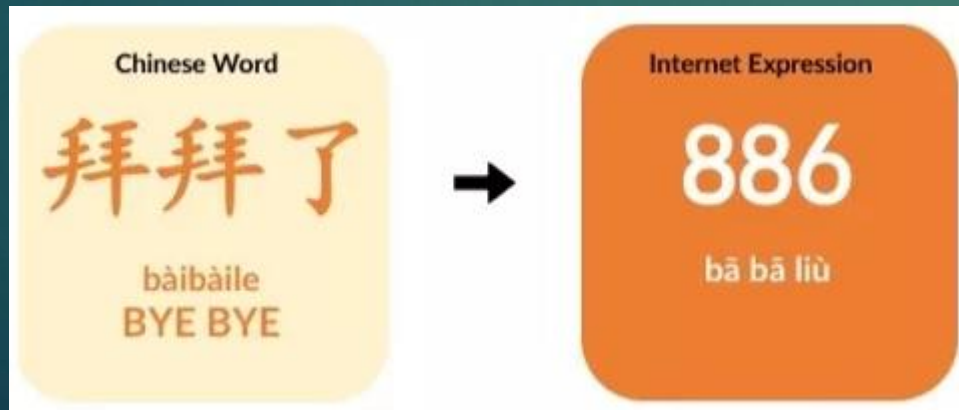 Chinese Word
拜拜了
bàibàile
BYE BYE
Internet Expression
886
bā bā liù